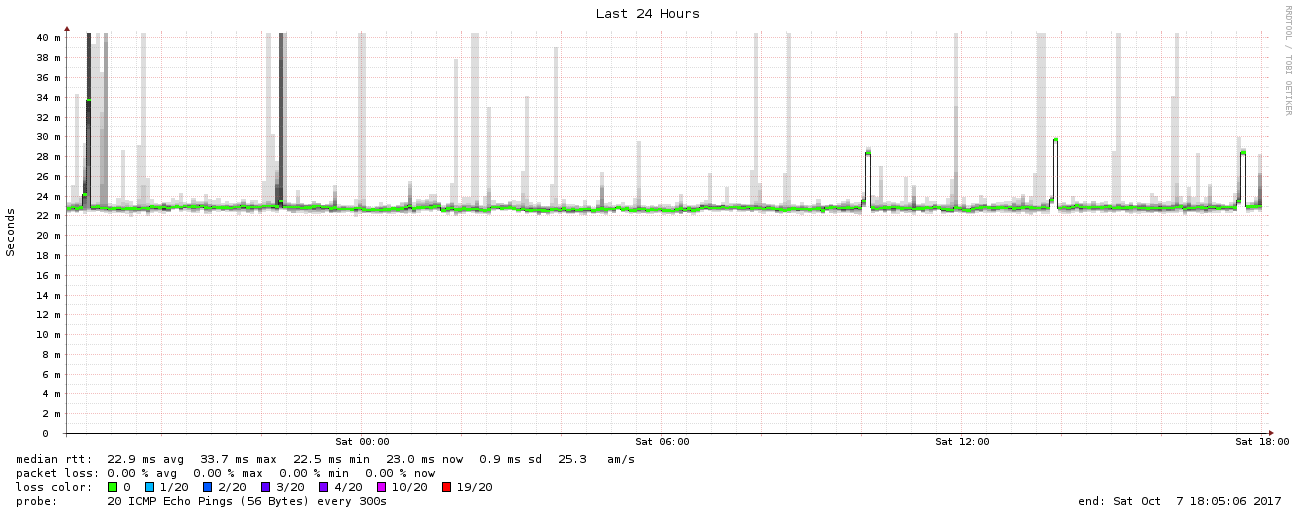 Last 24 Hours
RRDTOOL / TOBI OETIKER
Seconds
40 m
38 m
36 m
34 m
32 m
30 m
28 m
26 m
24 m
22 m
20 m
18 m
16 m
14 m
12 m
10 m
8 m
6 m
4 m
2 m
0
Sat 00:00 Sat 06:00 Sat 12:00 Sat 18:00
median rtt: 22.9 ms avg 33.7 ms max 22.5 ms min 23.0 ms now 0.9 ms sd 25.3 am/s
packet loss: 0.00 % avg 0.00 % max 0.00 % min 0.00 % now
loss color: 0 1/20 2/20 3/20 4/20 10/20 19/20
probe: 20 ICMP Echo Pings (56 Bytes) every 300s end: Sat Oct 7 18:05:06 2017